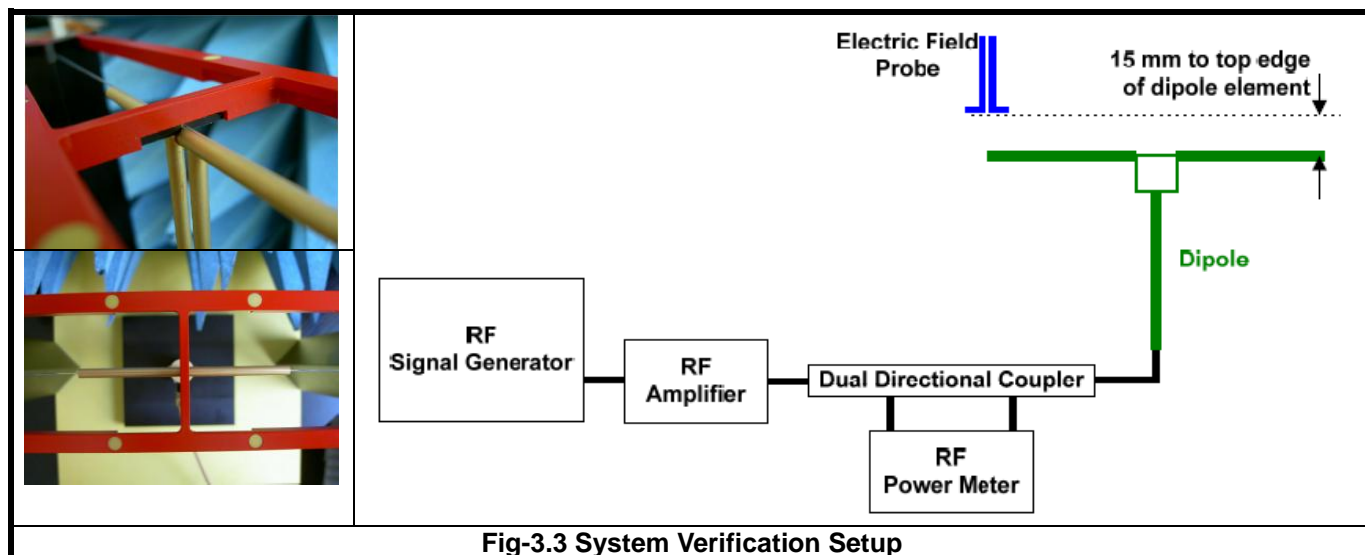 Electric Field
Probe
15 mm to top edge
of dipole element
Dipole
RF
Signal Generator
RF
Amplifier
Dual Directional Coupler
RF
Power Meter
Fig-3.3 System Verification Setup